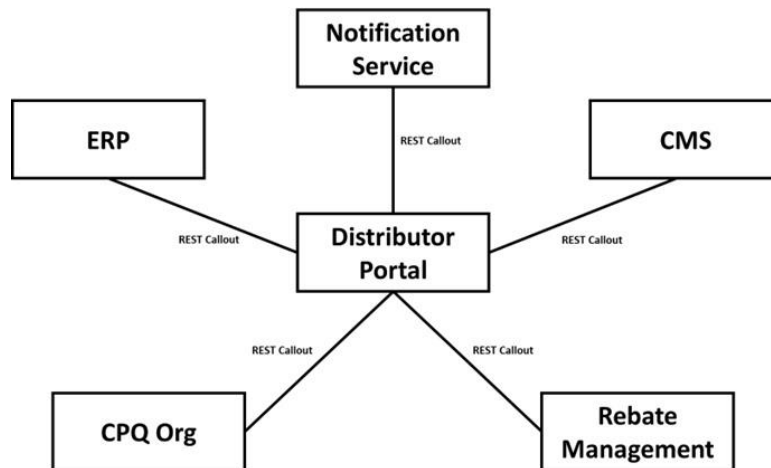 Notification
Service
ERP
REST Callout
CMS
REST Callout
Distributor
Portal
REST Callout
REST Callout
REST Callout
CPQ Org
Rebate
Management